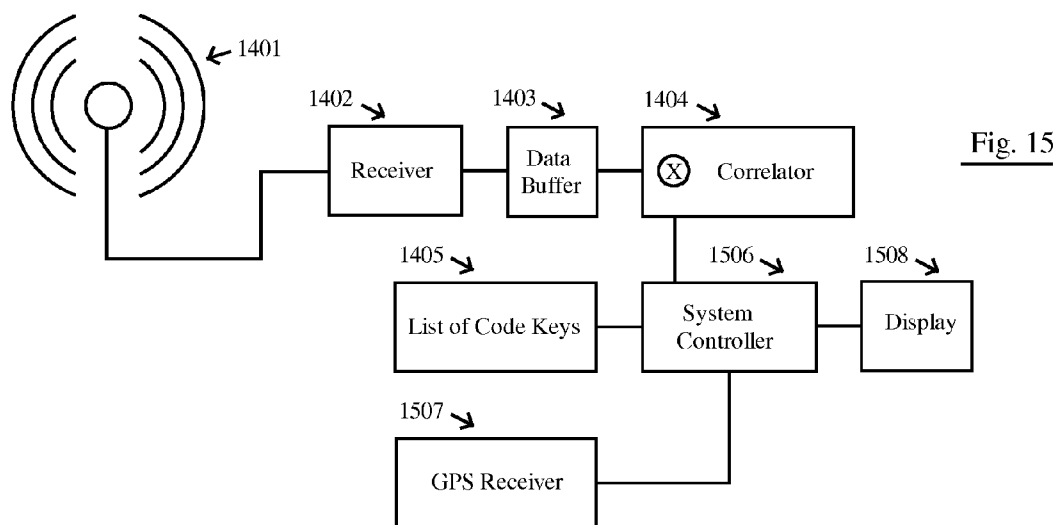 1401
1402
1403
1404
Fig. 15
Receiver
Data
Buffer
X
Correlator
1405
1506
1508
List of Code Keys
System
Controller
Display
1507
GPS Receiver